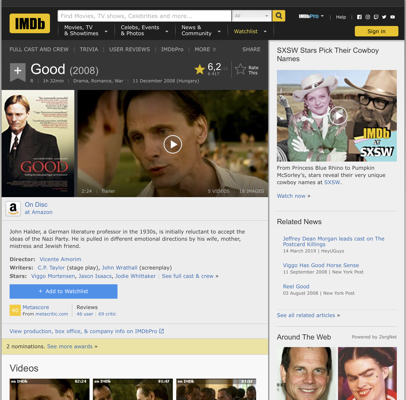 IMDb
Find Movies, TV shows, Celebrities and more...
All
IMDbPro
Help
Movies, TV & Showtimes
Celebs, Events & Photos
News & Community
Watchlist
Sign in
FULL CAST AND CREW | TRIVIA | USER REVIEWS | IMDbPro | MORE
SHARE
Good (2008)
6,2
Rate This
1h 32min | Drama, Romance, War | 11 December 2008 (Hungary)
GOOD
2:24 | Trailer
5 VIDEOS | 16 IMAGES
On Disc
at Amazon
John Halder, a German literature professor in the 1930s, is initially reluctant to accept the
ideas of the Nazi Party. He is pulled in different emotional directions by his wife, mother,
mistress and Jewish friend.
Director: Vicente Amorim
Writers: C.P. Taylor (stage play), John Wrathall (screenplay)
Stars: Viggo Mortensen, Jason Isaacs, Jodie Whittaker | See full cast & crew »
+ Add to Watchlist
Metascore
From metacritic.com
Reviews
46 user | 69 critic
View production, box office, & company info on IMDbPro
2 nominations. See more awards »
Videos
on IMDb
02:24
on IMDb
01:41
on IMDb
SXSW Stars Pick Their Cowboy
Names
IMDb
at
SXSW
From Princess Blue Rhino to Pumpkin
McSorley's, stars reveal their very
unique cowboy names at SXSW.
Watch now »
Related News
Jeffrey Dean Morgan leads cast on The
Postcard Killings
14 March 2019 | HeyUGuys
Viggo Has Good Horse Sense
11 September 2008 | New York Post
Reel Good
03 August 2008 | New York Post
See all related articles »
Around The Web
Powered by ZergNet